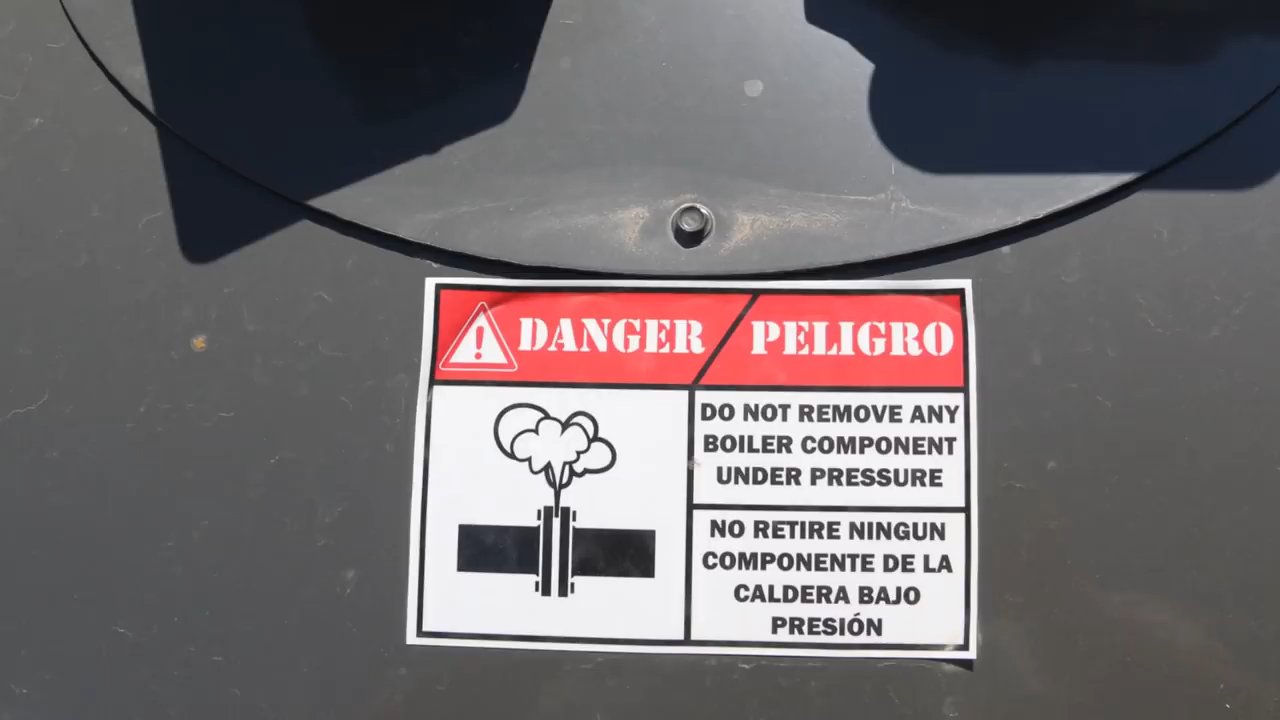 DANGER
PELIGRO
DO NOT REMOVE ANY
BOILER COMPONENT
UNDER PRESSURE
NO RETIRE NINGUN
COMPONENTE DE LA
CALDERA BAJO
PRESIÓN